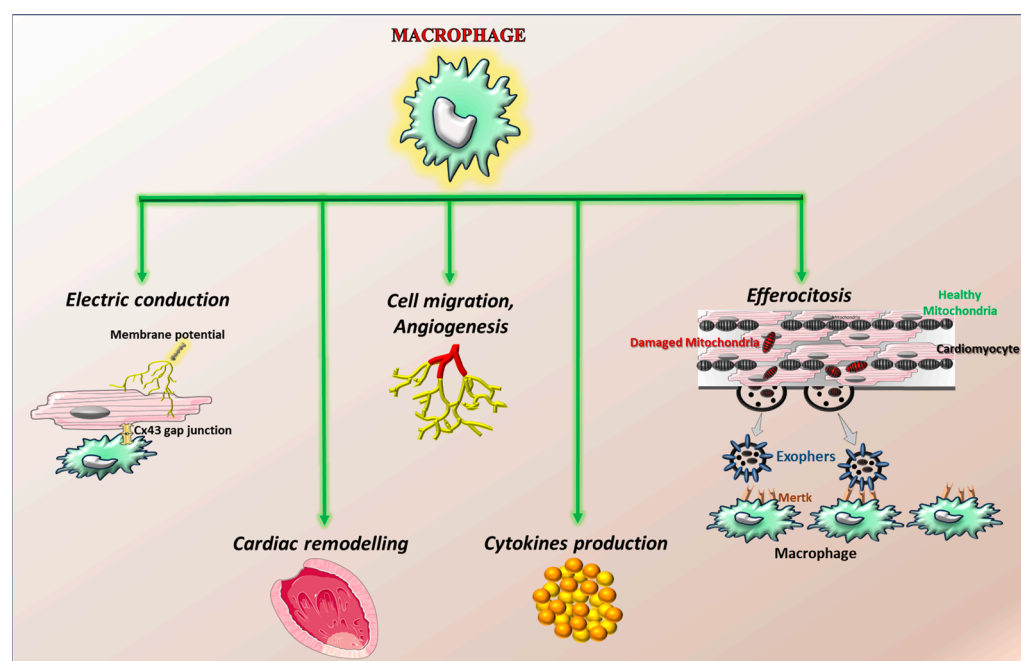 MACROPHAGE
Electric conduction
Membrane potential
Cx43 gap junction
Cardiac remodelling
Cell migration,
Angiogenesis
Cytokines production
Efferocitosis
Healthy
Mitochondria
Mitochondria
Damaged Mitochondria
Cardiomyocyte
Exophers
Mertk
Macrophage